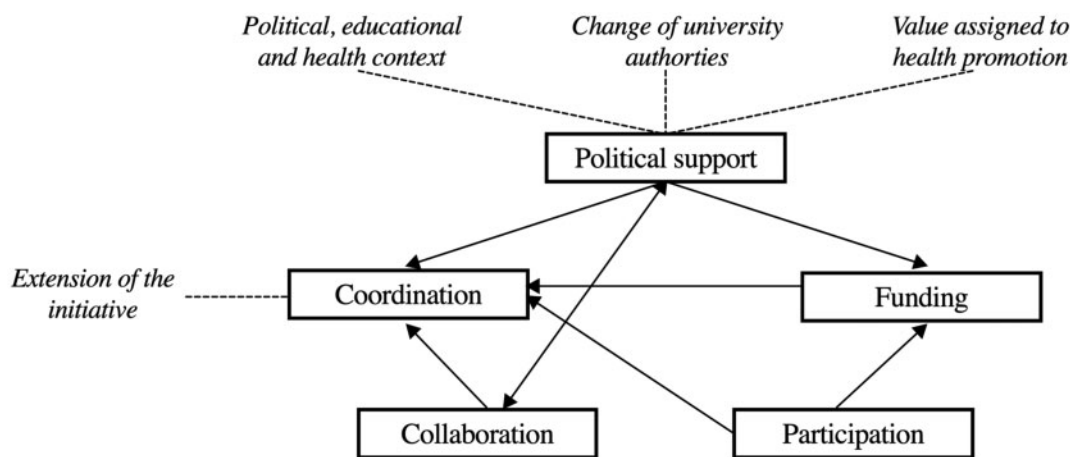 Political, educational
and health context
Change of university
authorties
Value assigned to
health promotion
Political support
Extension of the
initiative
Coordination
Funding
Collaboration
Participation